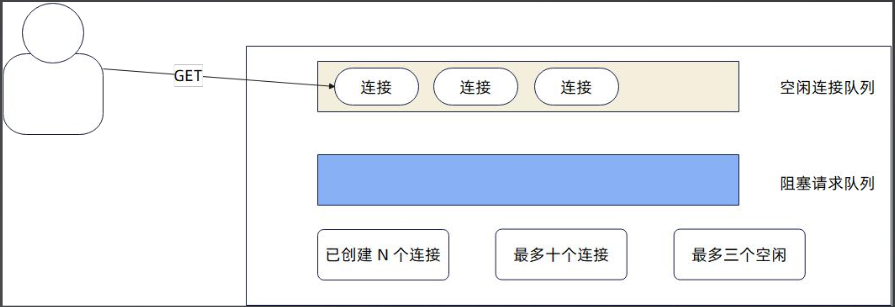 GET
连接
连接
连接
空闲连接队列
阻塞请求队列
已创建 N 个连接
最多十个连接
最多三个空闲